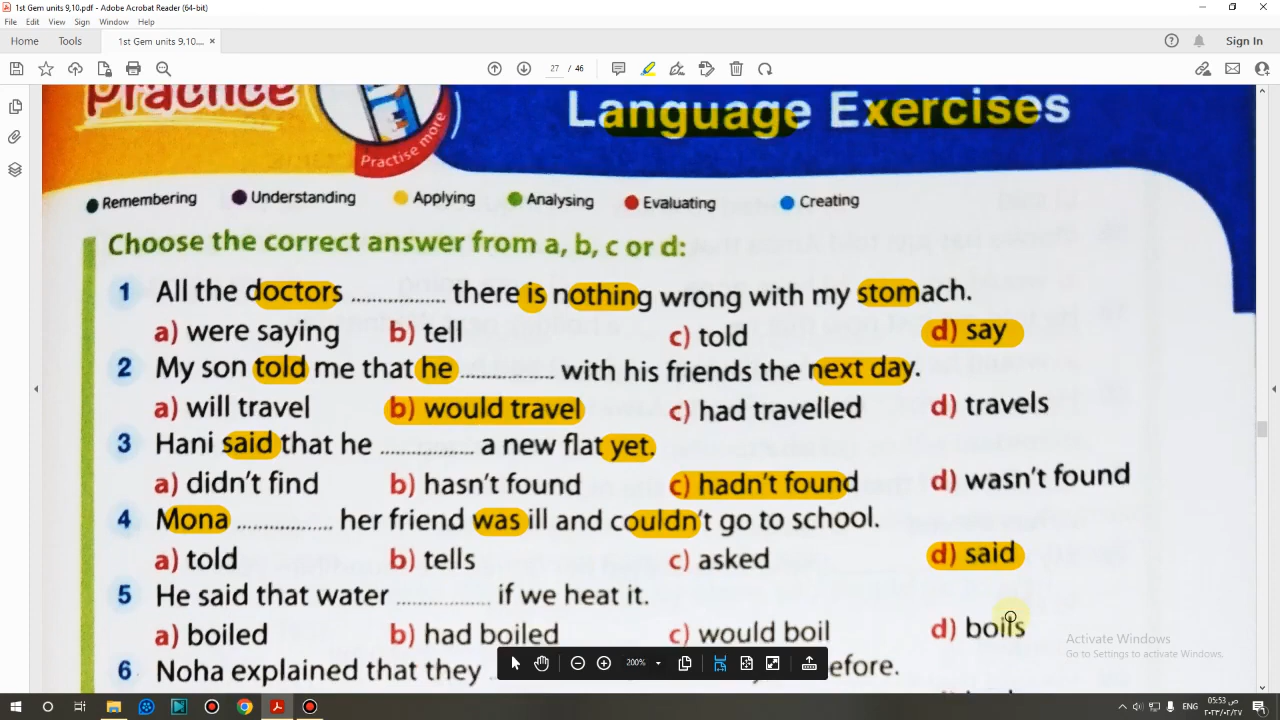 1st Gem units 9,10.pdf - Adobe Acrobat Reader (64-bit)
File Edit View Sign Window Help
Home Tools 1st Gem units 9,10.... × Sign In
27 / 46
Practice
Practise more
Language Exercises
Remembering Understanding Applying Analysing Evaluating Creating
Choose the correct answer from a, b, c or d:
1 All the doctors ................ there is nothing wrong with my stomach.
a) were saying b) tell c) told d) say
2 My son told me that he ................ with his friends the next day.
a) will travel b) would travel c) had travelled d) travels
3 Hani said that he ................ a new flat yet.
a) didn't find b) hasn't found c) hadn't found d) wasn't found
4 Mona ................ her friend was ill and couldn't go to school.
a) told b) tells c) asked d) said
5 He said that water ................ if we heat it.
a) boiled b) had boiled c) would boil d) boils
Activate Windows
Go to Settings to activate Windows.
200%
6 Noha explained that they
ENG
05:53 ص
٢٠٢٣/٠٢/٢٧